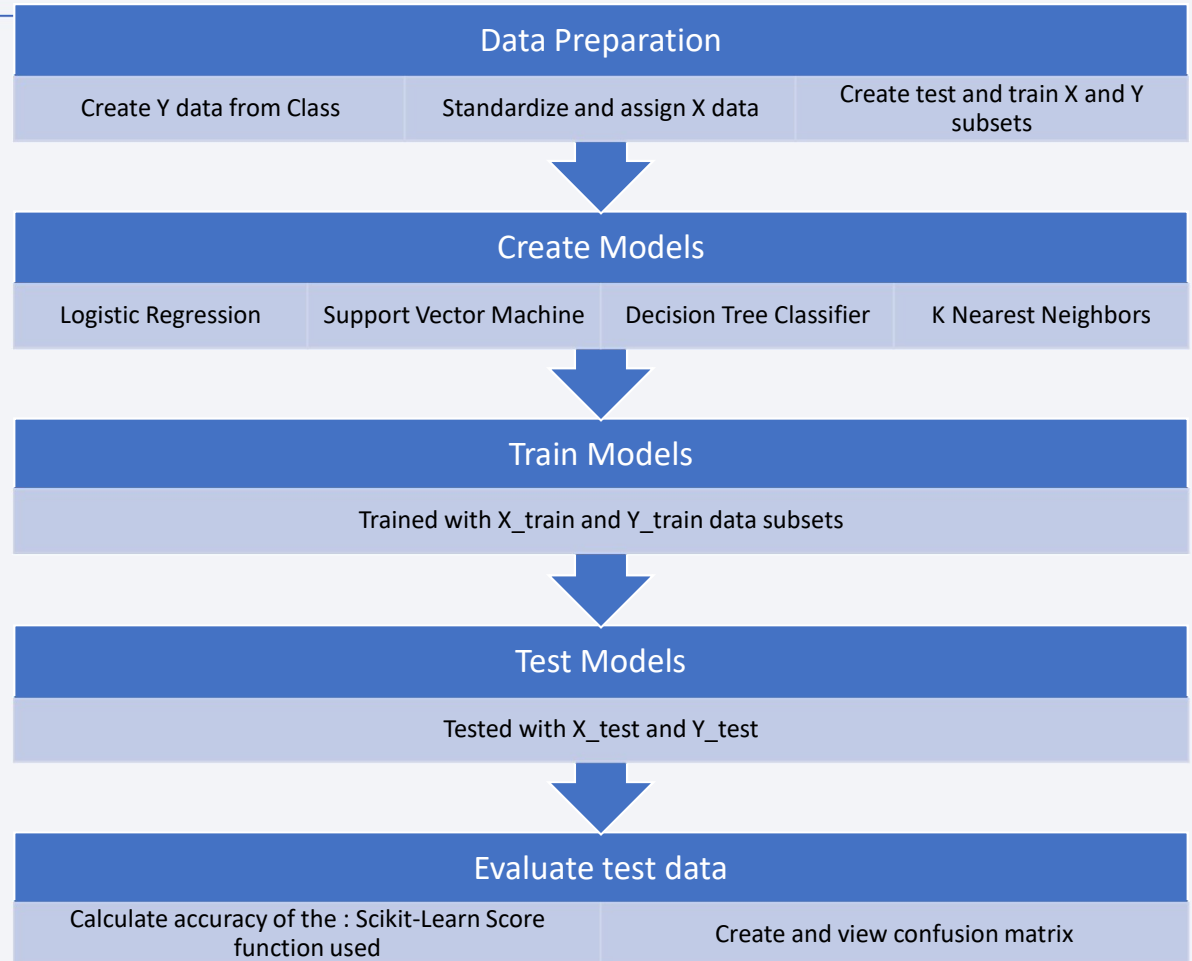 Data Preparation
Create Y data from Class
Standardize and assign X data
Create test and train X and Y
subsets
Create Models
Logistic Regression
Support Vector Machine
Decision Tree Classifier
K Nearest Neighbors
Train Models
Trained with X_train and Y_train data subsets
Test Models
Tested with X_test and Y_test
Evaluate test data
Calculate accuracy of the : Scikit-Learn Score
function used
Create and view confusion matrix